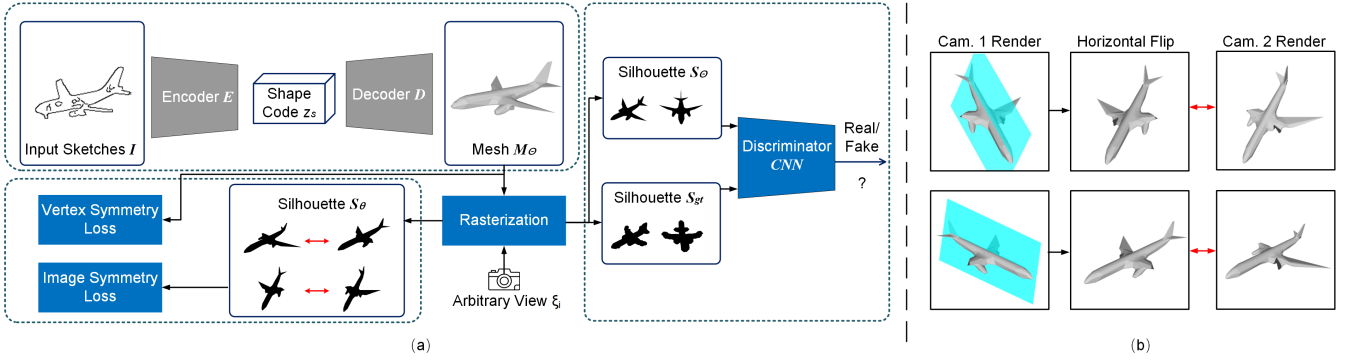 Input Sketches I
Encoder E
Shape
Code zs
Decoder D
Mesh MΘ
Vertex Symmetry
Loss
Image Symmetry
Loss
Silhouette Sθ
Rasterization
Arbitrary View ξi
Silhouette SΘ
Silhouette Sgt
Discriminator
CNN
Real/
Fake
?
(a)
Cam. 1 Render
Horizontal Flip
Cam. 2 Render
(b)